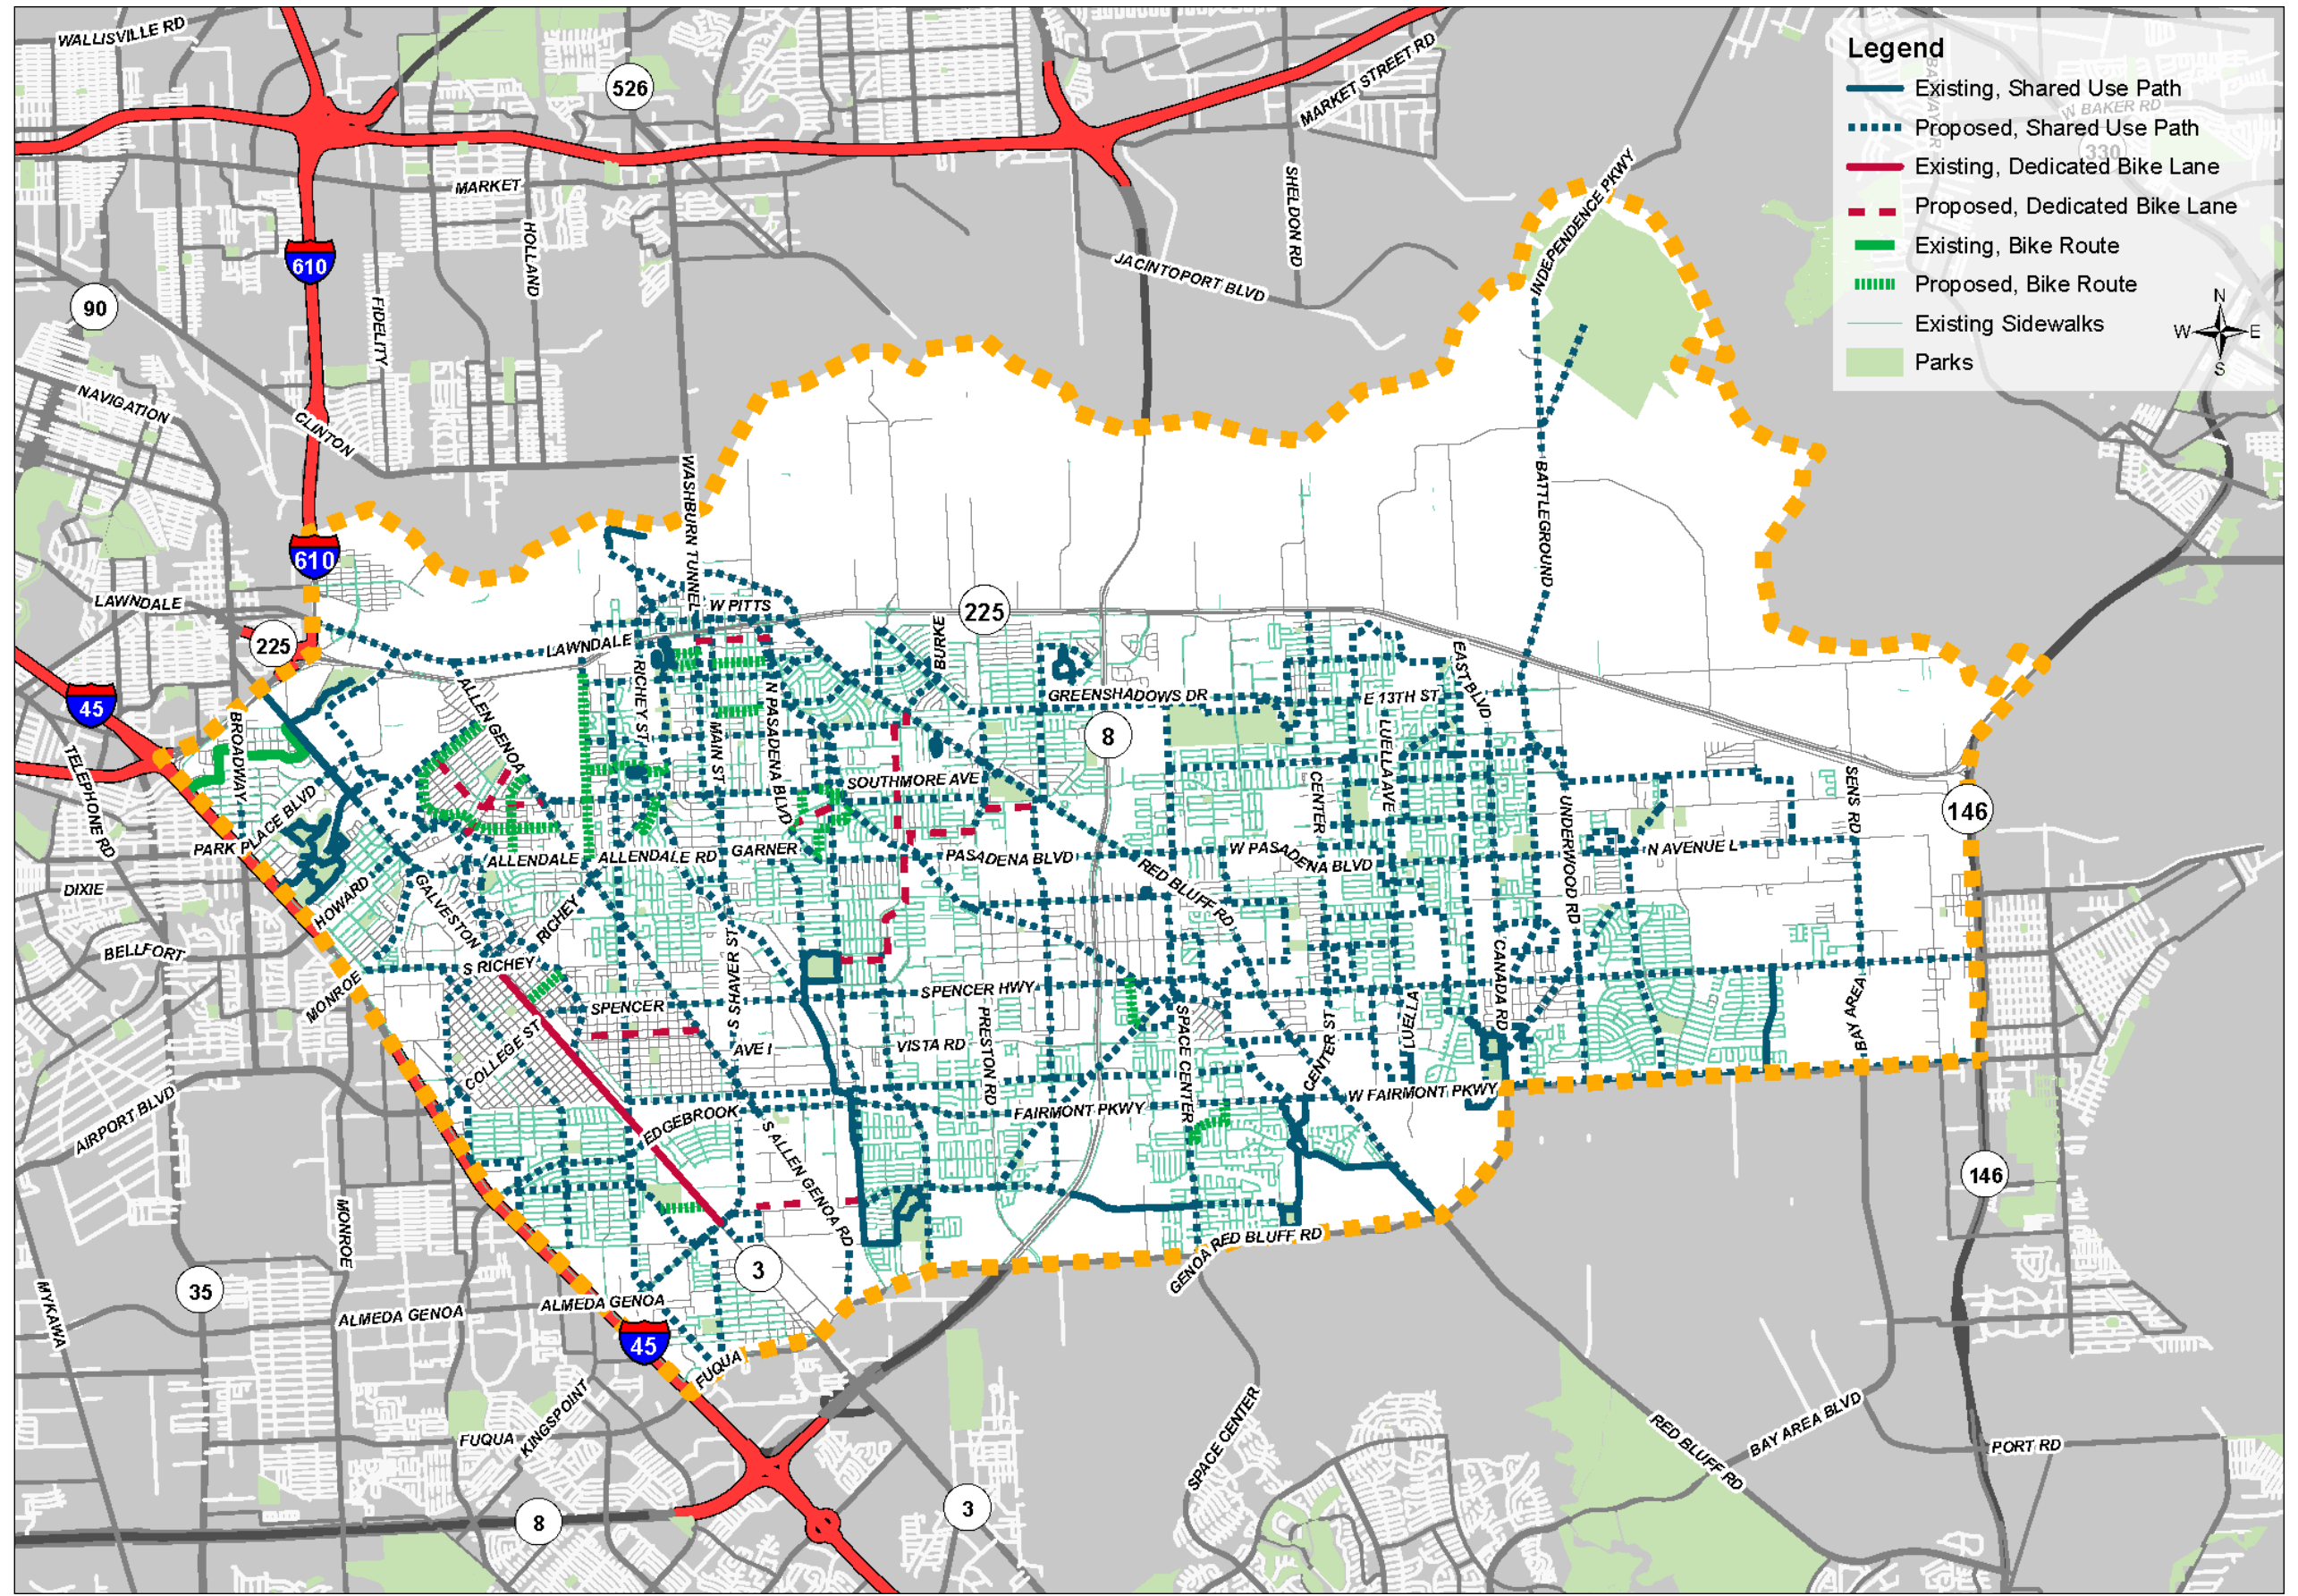 WALLISVILLE RD
526
MARKET STREET RD
Legend
Existing, Shared Use Path
Proposed, Shared Use Path
Existing, Dedicated Bike Lane
Proposed, Dedicated Bike Lane
Existing, Bike Route
Proposed, Bike Route
Existing Sidewalks
Parks
N
W
E
S
W BAKER RD
330
MARKET
HOLLAND
SHELDON RD
INDEPENDENCE PKWY
610
JACINTOPORT BLVD
90
FIDELITY
NAVIGATION
CLINTON
WASHBURN TUNNEL
BATTLEGROUND
610
LAWNDALE
225
LAWNDALE
W PITTS
225
BURKE
RICHEY ST
ALLEN GENOA
45
BROADWAY
TELEPHONE RD
MAIN ST
N PASADENA BLVD
GREENSHADOWS DR
E 13TH ST
EAST BLVD
8
LUELLA AVE
SOUTHMORE AVE
CENTER
UNDERWOOD RD
SENS RD
146
PARK PLACE BLVD
ALLENDALE
ALLENDALE RD
GARNER
PASADENA BLVD
W PASADENA BLVD
N AVENUE L
RED BLUFF RD
DIXIE
HOWARD
GALVESTON
RICHEY
BELLFORT
S RICHEY
S SHAVER ST
CANADA RD
MONROE
SPENCER
SPENCER HWY
COLLEGE ST
AVE I
VISTA RD
PRESTON RD
SPACE CENTER
CENTER ST
LUELLA
BAY AREA
AIRPORT BLVD
EDGEBROOK
FAIRMONT PKWY
W FAIRMONT PKWY
S ALLEN GENOA RD
146
MONROE
GENOA RED BLUFF RD
3
35
MYKAWA
ALMEDA GENOA
ALMEDA GENOA
45
FUQUA
FUQUA
KINGSPOINT
SPACE CENTER
RED BLUFF RD
BAY AREA BLVD
PORT RD
8
3